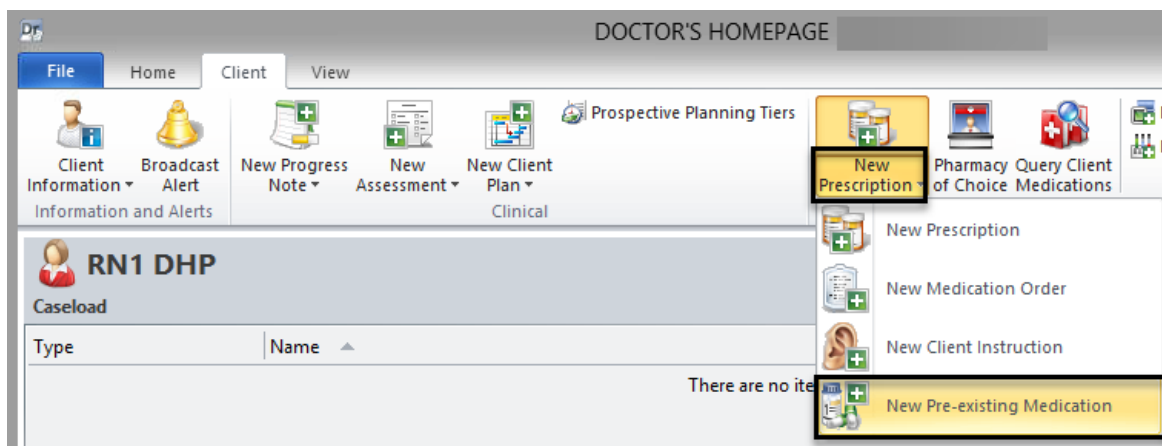 DOCTOR'S HOMEPAGE
File Home Client View
Client Information
Broadcast Alert
New Progress Note
New Assessment
New Client Plan
Prospective Planning Tiers
New Prescription
Pharmacy of Choice
Query Client Medications
Information and Alerts
Clinical
New Prescription
New Medication Order
New Client Instruction
New Pre-existing Medication
RN1 DHP
Caseload
Type Name
There are no